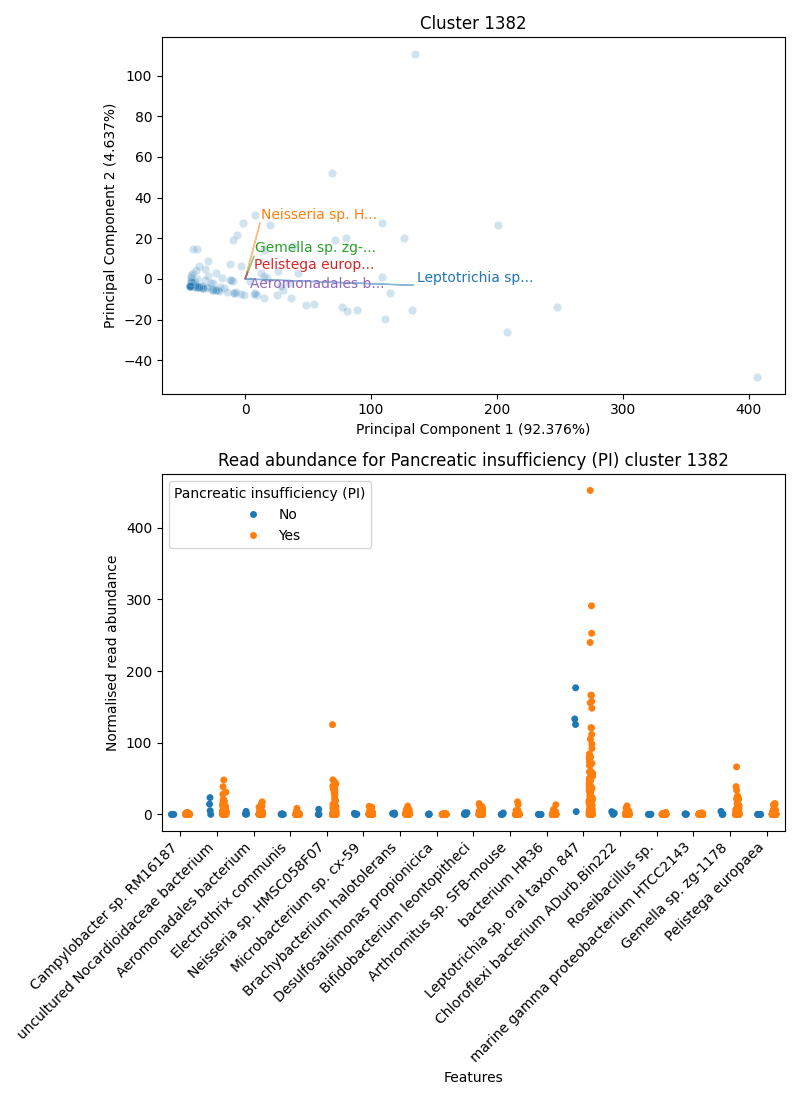 Cluster 1382
Principal Component 2 (4.637%)
100
80
60
40
20
0
−20
−40
Neisseria sp. H...
Gemella sp. zg-...
Pelistega europ...
Aeromonadales b...
Leptotrichia sp...
0
100
200
300
400
Principal Component 1 (92.376%)
Read abundance for Pancreatic insufficiency (PI) cluster 1382
Normalised read abundance
400
300
200
100
0
Pancreatic insufficiency (PI)
No
Yes
Campylobacter sp. RM16187
uncultured Nocardioidaceae bacterium
Aeromonadales bacterium
Electrothrix communis
Neisseria sp. HMSC058F07
Microbacterium sp. cx-59
Brachybacterium halotolerans
Desulfosalsimonas propionicica
Bifidobacterium leontopitheci
Arthromitus sp. SFB-mouse
bacterium HR36
Leptotrichia sp. oral taxon 847
Chloroflexi bacterium ADurb.Bin222
Roseibacillus sp.
marine gamma proteobacterium HTCC2143
Gemella sp. zg-1178
Pelistega europaea
Features